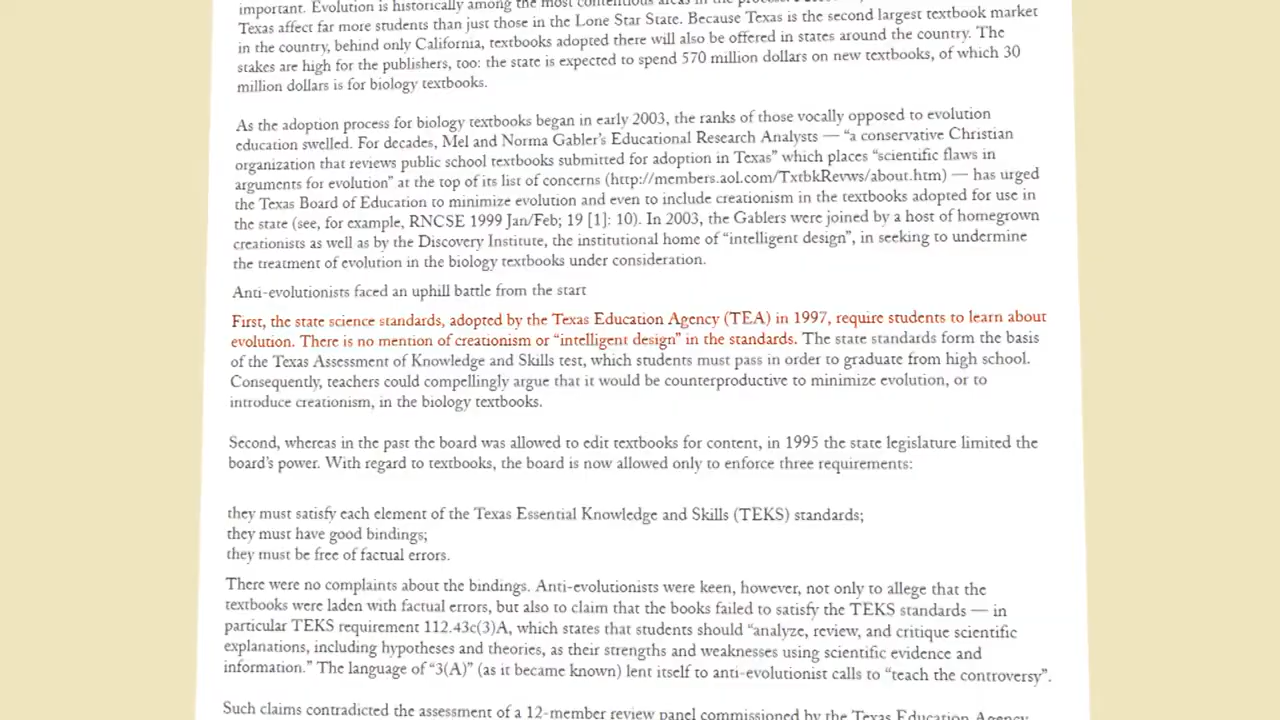 important. Evolution is historically among the most contentious areas in the process.
Texas affect far more students than just those in the Lone Star State. Because Texas is the second largest textbook market
in the country, behind only California, textbooks adopted there will also be offered in states around the country. The
stakes are high for the publishers, too: the state is expected to spend 570 million dollars on new textbooks, of which 30
million dollars is for biology textbooks.
As the adoption process for biology textbooks began in early 2003, the ranks of those vocally opposed to evolution
education swelled. For decades, Mel and Norma Gabler's Educational Research Analysts — "a conservative Christian
organization that reviews public school textbooks submitted for adoption in Texas" which places "scientific flaws in
arguments for evolution" at the top of its list of concerns (http://members.aol.com/TxtbkRevws/about.htm) — has urged
the Texas Board of Education to minimize evolution and even to include creationism in the textbooks adopted for use in
the state (see, for example, RNCSE 1999 Jan/Feb; 19 [1]: 10). In 2003, the Gablers were joined by a host of homegrown
creationists as well as by the Discovery Institute, the institutional home of "intelligent design", in seeking to undermine
the treatment of evolution in the biology textbooks under consideration.
Anti-evolutionists faced an uphill battle from the start
First, the state science standards, adopted by the Texas Education Agency (TEA) in 1997, require students to learn about
evolution. There is no mention of creationism or "intelligent design" in the standards. The state standards form the basis
of the Texas Assessment of Knowledge and Skills test, which students must pass in order to graduate from high school.
Consequently, teachers could compellingly argue that it would be counterproductive to minimize evolution, or to
introduce creationism, in the biology textbooks.
Second, whereas in the past the board was allowed to edit textbooks for content, in 1995 the state legislature limited the
board's power. With regard to textbooks, the board is now allowed only to enforce three requirements:
they must satisfy each element of the Texas Essential Knowledge and Skills (TEKS) standards;
they must have good bindings;
they must be free of factual errors.
There were no complaints about the bindings. Anti-evolutionists were keen, however, not only to allege that the
textbooks were laden with factual errors, but also to claim that the books failed to satisfy the TEKS standards — in
particular TEKS requirement 112.43c(3)A, which states that students should "analyze, review, and critique scientific
explanations, including hypotheses and theories, as their strengths and weaknesses using scientific evidence and
information." The language of "3(A)" (as it became known) lent itself to anti-evolutionist calls to "teach the controversy".
Such claims contradicted the assessment of a 12-member review panel commissioned by the Texas Education Agency